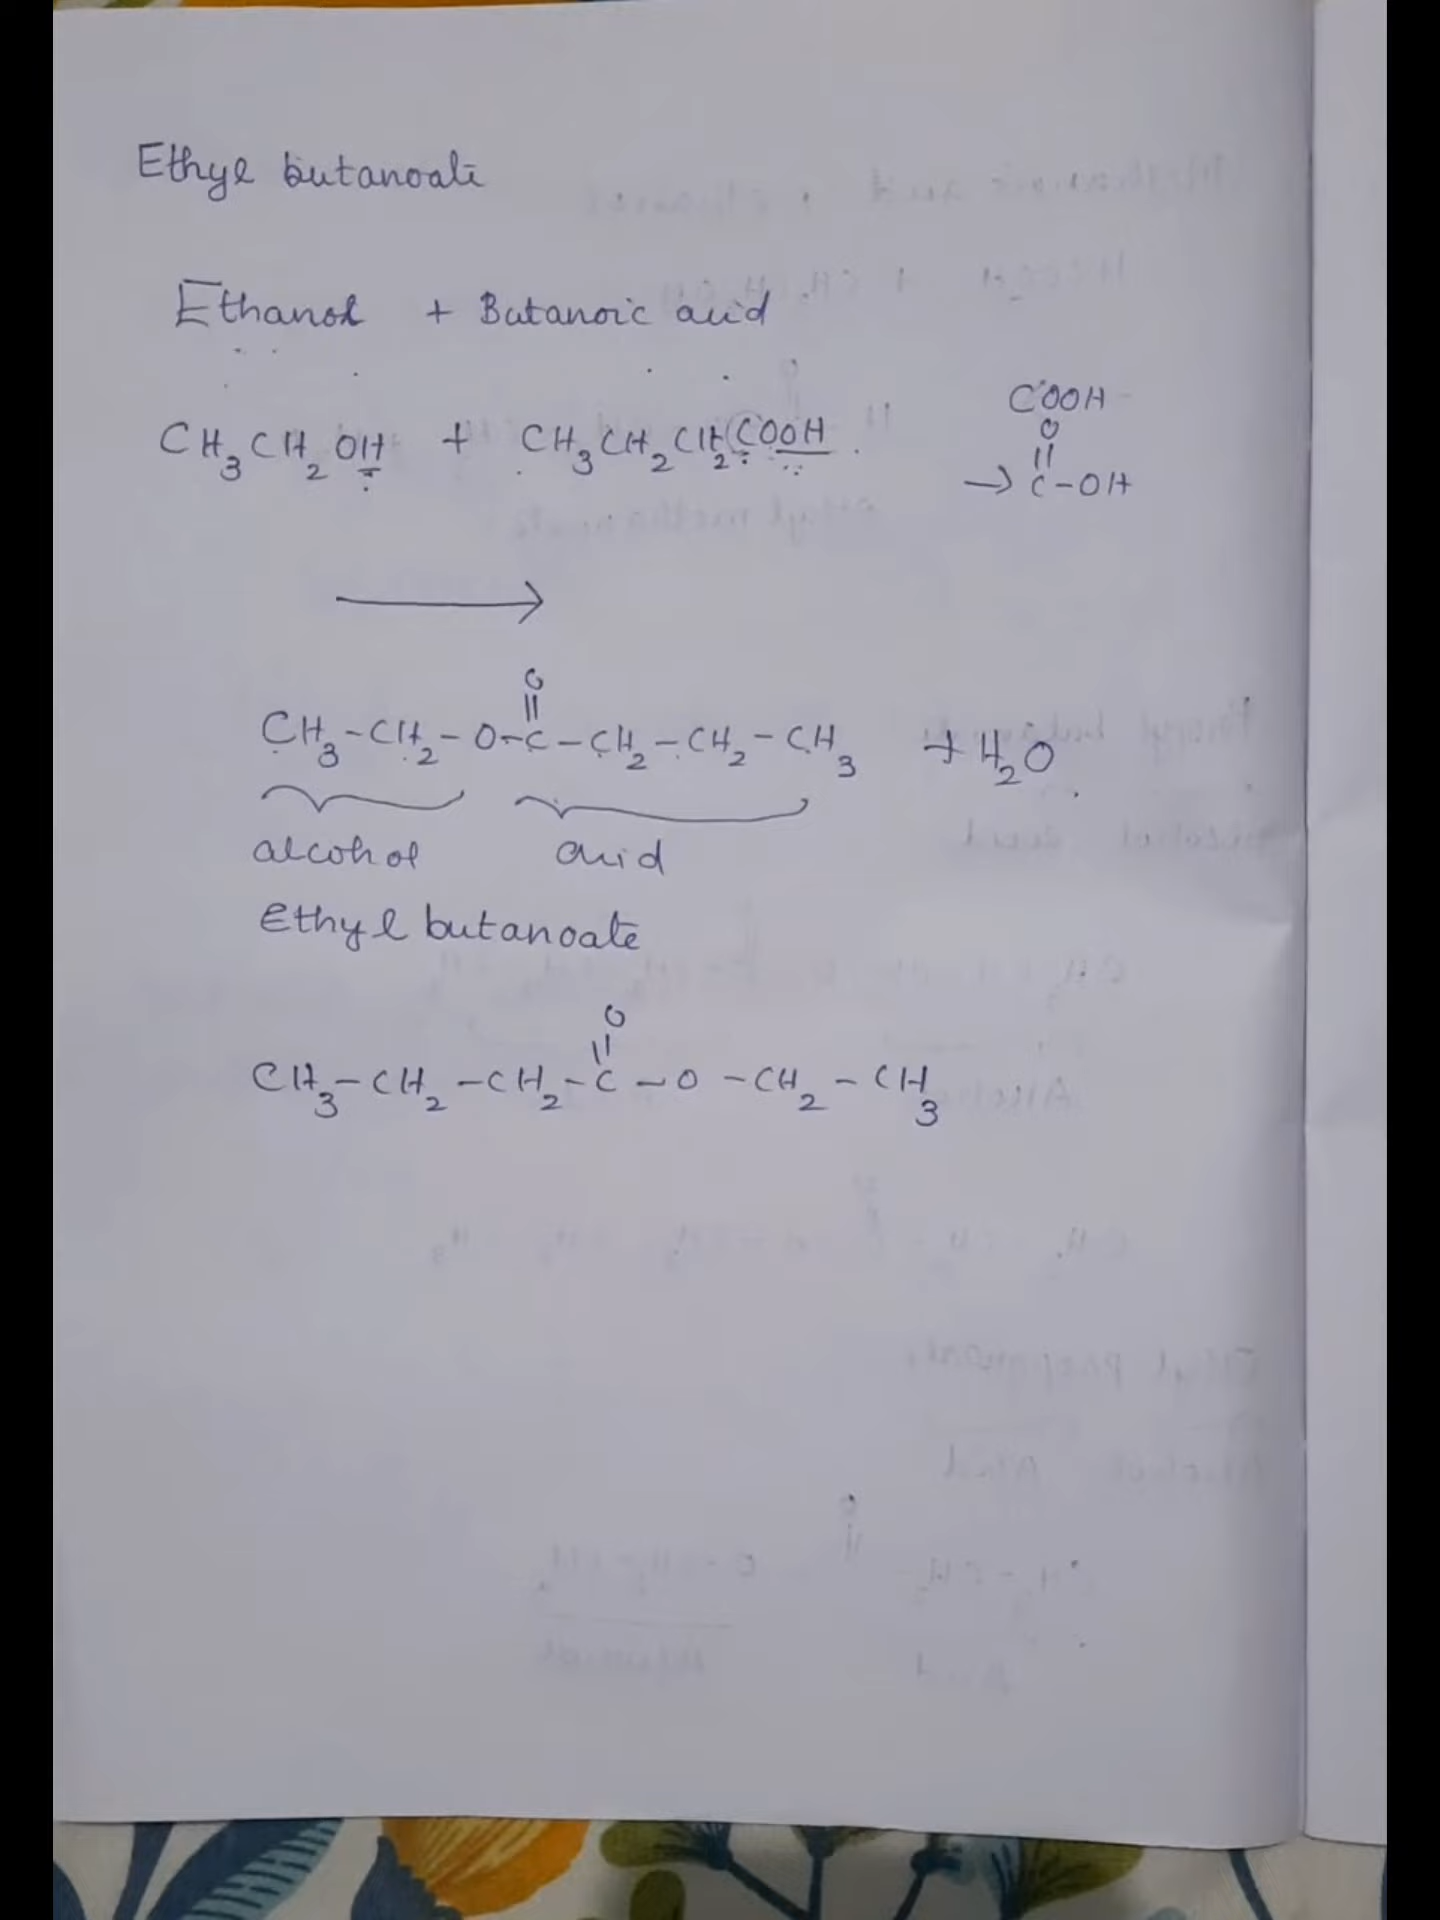 Ethyl butanoate
Ethanol + Butanoic acid
CH₃CH₂OH + CH₃CH₂CH₂COOH
COOH
O
||
→ C-OH
→
O
||
CH₃-CH₂-O-C-CH₂-CH₂-CH₃ + H₂O
alcohol acid
Ethyl butanoate
O
||
CH₃-CH₂-CH₂-C-O-CH₂-CH₃